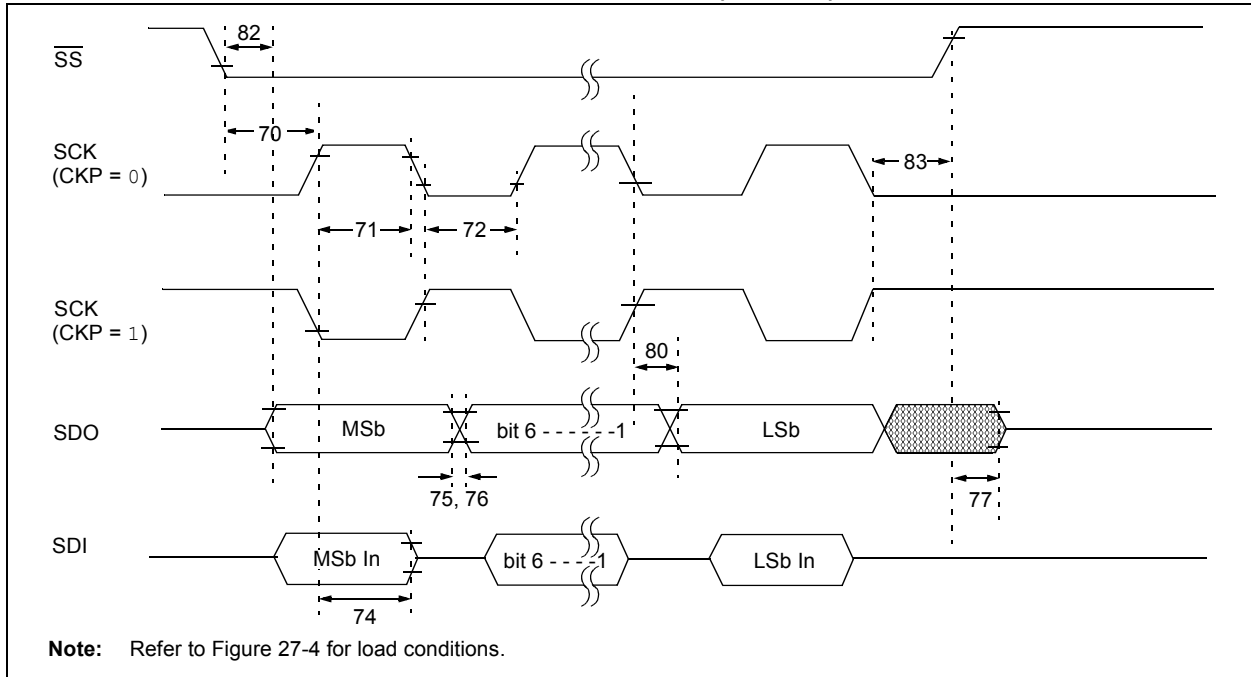 82
SS
70
SCK
(CKP = 0)
83
71
72
SCK
(CKP = 1)
80
SDO
MSb
bit 6 - - - - - -1
LSb
75, 76
77
SDI
MSb In
bit 6 - - - -1
LSb In
74
Note: Refer to Figure 27-4 for load conditions.